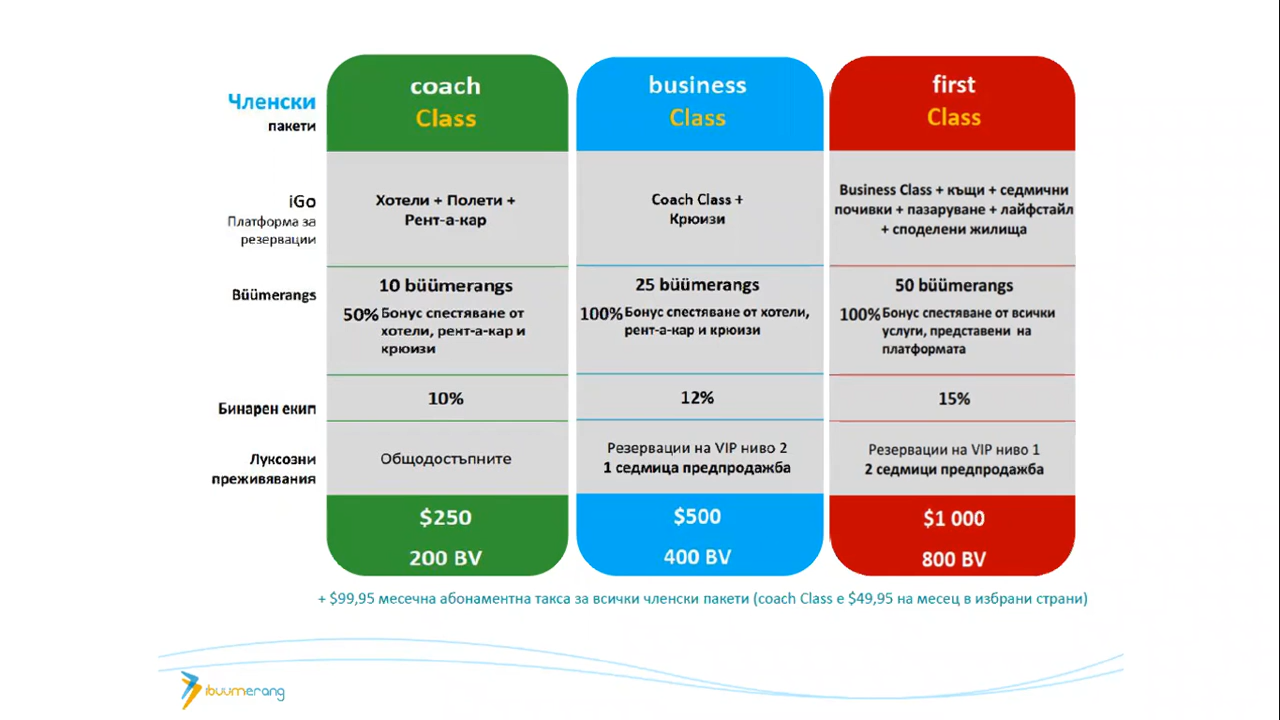 Членски
пакети
coach
Class
business
Class
first
Class
iGo
Платформа за
резервации
Хотели + Полети +
Рент-а-кар
Coach Class +
Крюизи
Business Class + къщи + седмични
почивки + пазаруване + лайфстайл
+ споделени жилища
Büümerangs
10 büümerangs
50% Бонус спестяване от
хотели, рент-а-кар и
крюизи
25 büümerangs
100% Бонус спестяване от хотели,
рент-а-кар и крюизи
50 büümerangs
100% Бонус спестяване от всички
услуги, представени на
платформата
Бинарен екип
10%
12%
15%
Луксозни
преживявания
Общодостъпните
Резервации на VIP ниво 2
1 седмица предпродажба
Резервации на VIP ниво 1
2 седмици предпродажба
$250
200 BV
$500
400 BV
$1 000
800 BV
+ $99,95 месечна абонаментна такса за всички членски пакети (coach Class е $49,95 на месец в избрани страни)
ibuumerang